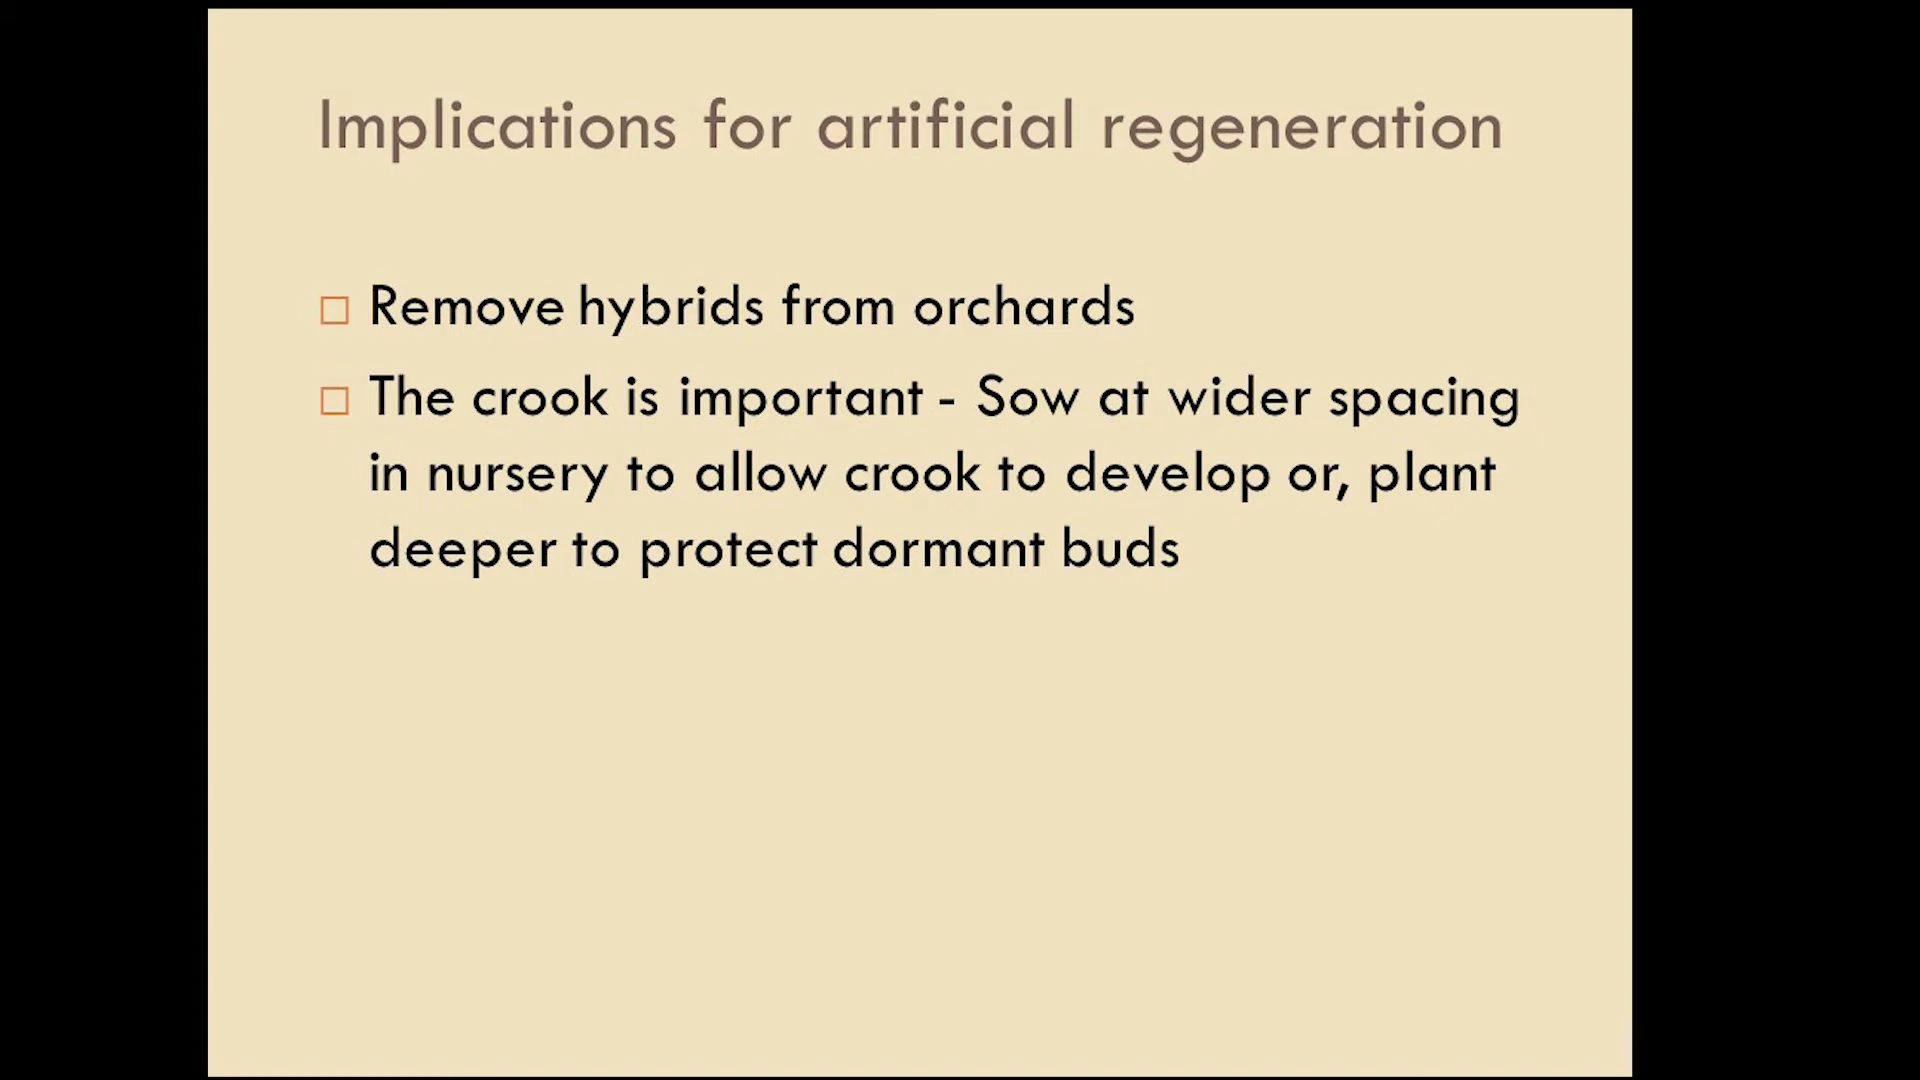 Implications for artificial regeneration
Remove hybrids from orchards
The crook is important - Sow at wider spacing
in nursery to allow crook to develop or, plant
deeper to protect dormant buds